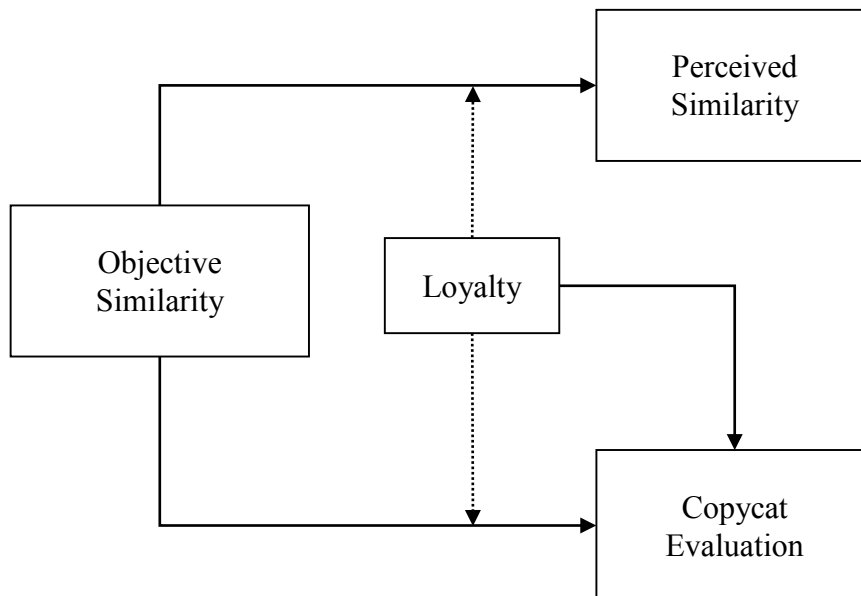 Perceived
Similarity
Objective
Similarity
Loyalty
Copycat
Evaluation